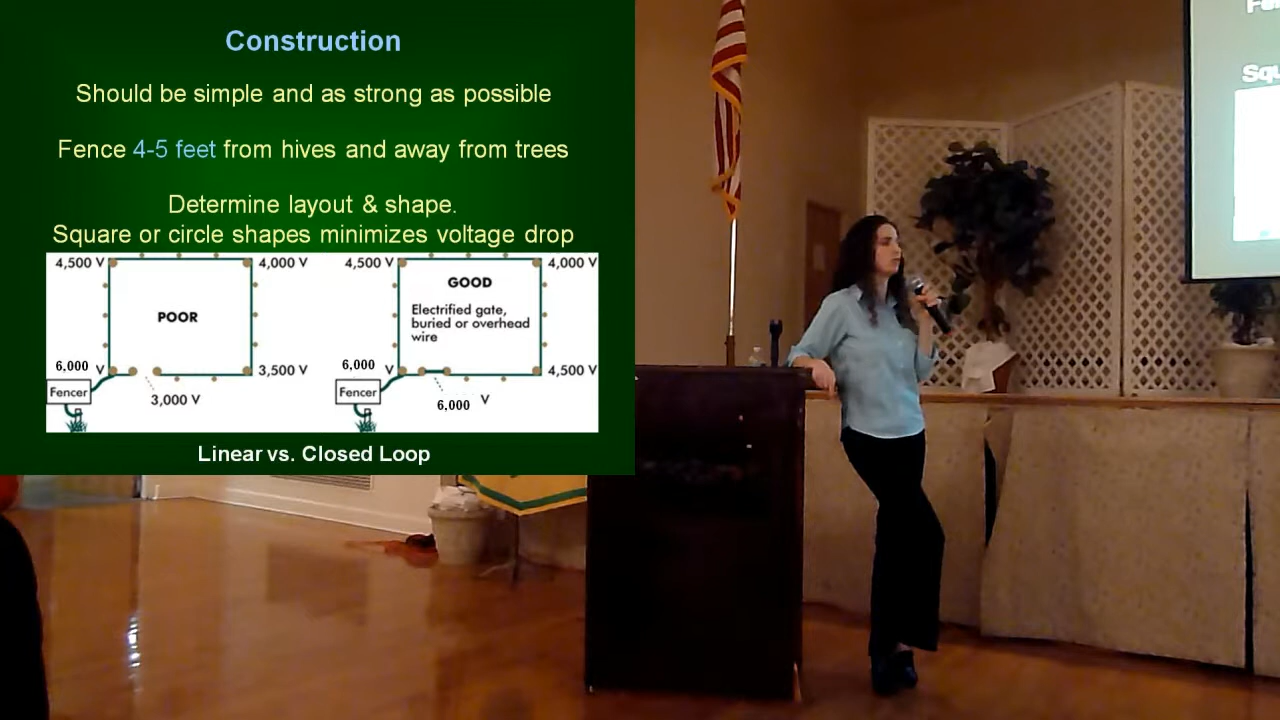 Construction
Should be simple and as strong as possible
Fence 4-5 feet from hives and away from trees
Determine layout & shape.
Square or circle shapes minimizes voltage drop
4,500 V
4,000 V
POOR
6,000 V
3,500 V
Fencer
3,000 V
4,500 V
4,000 V
GOOD
Electrified gate,
buried or overhead
wire
6,000 V
4,500 V
Fencer
6,000 V
Linear vs. Closed Loop
Squ